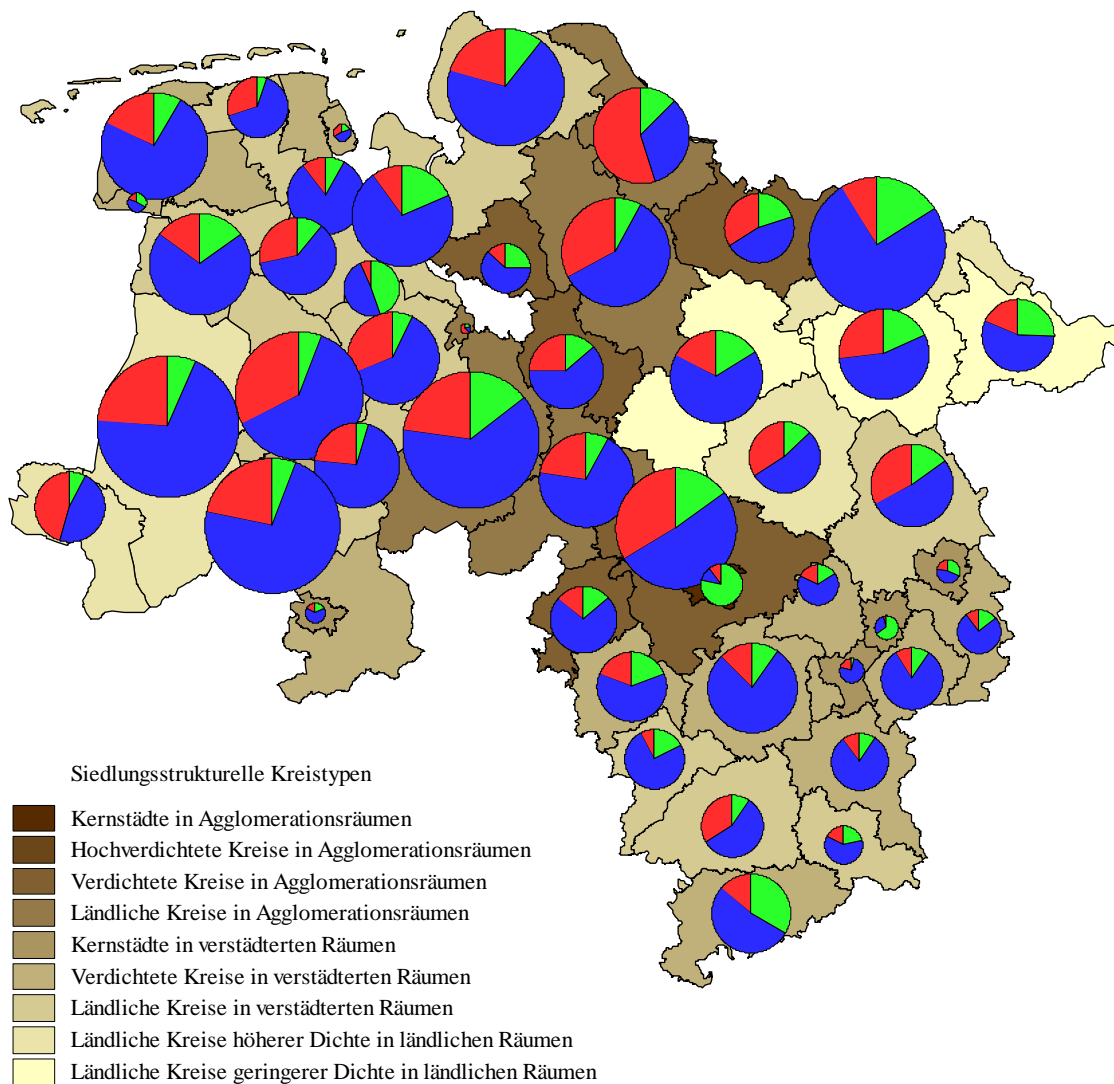 Siedlungsstrukturelle Kreistypen
Kernstädte in Agglomerationsräumen
Hochverdichtete Kreise in Agglomerationsräumen
Verdichtete Kreise in Agglomerationsräumen
Ländliche Kreise in Agglomerationsräumen
Kernstädte in verstädterten Räumen
Verdichtete Kreise in verstädterten Räumen
Ländliche Kreise in verstädterten Räumen
Ländliche Kreise höherer Dichte in ländlichen Räumen
Ländliche Kreise geringerer Dichte in ländlichen Räumen